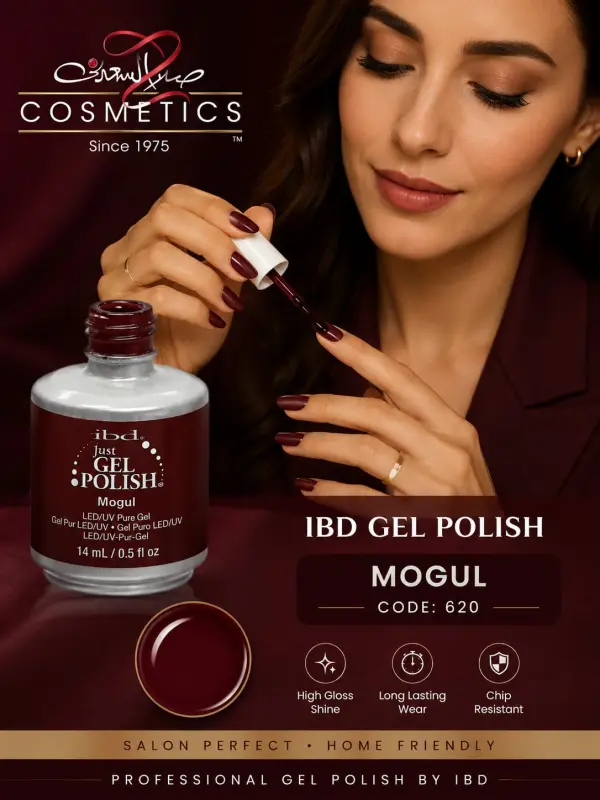 COSMETICS
TM
Since 1975
ibd
Just
GEL
POLISH
Mogul
LED/UV Pure Gel
Gel Pur LED/UV • Gel Puro LED/UV
LED/UV-Pur-Gel
14 mL / 0.5 fl oz
IBD GEL POLISH
MOGUL
CODE: 620
High Gloss
Shine
Long Lasting
Wear
Chip
Resistant
SALON PERFECT • HOME FRIENDLY
PROFESSIONAL GEL POLISH BY IBD